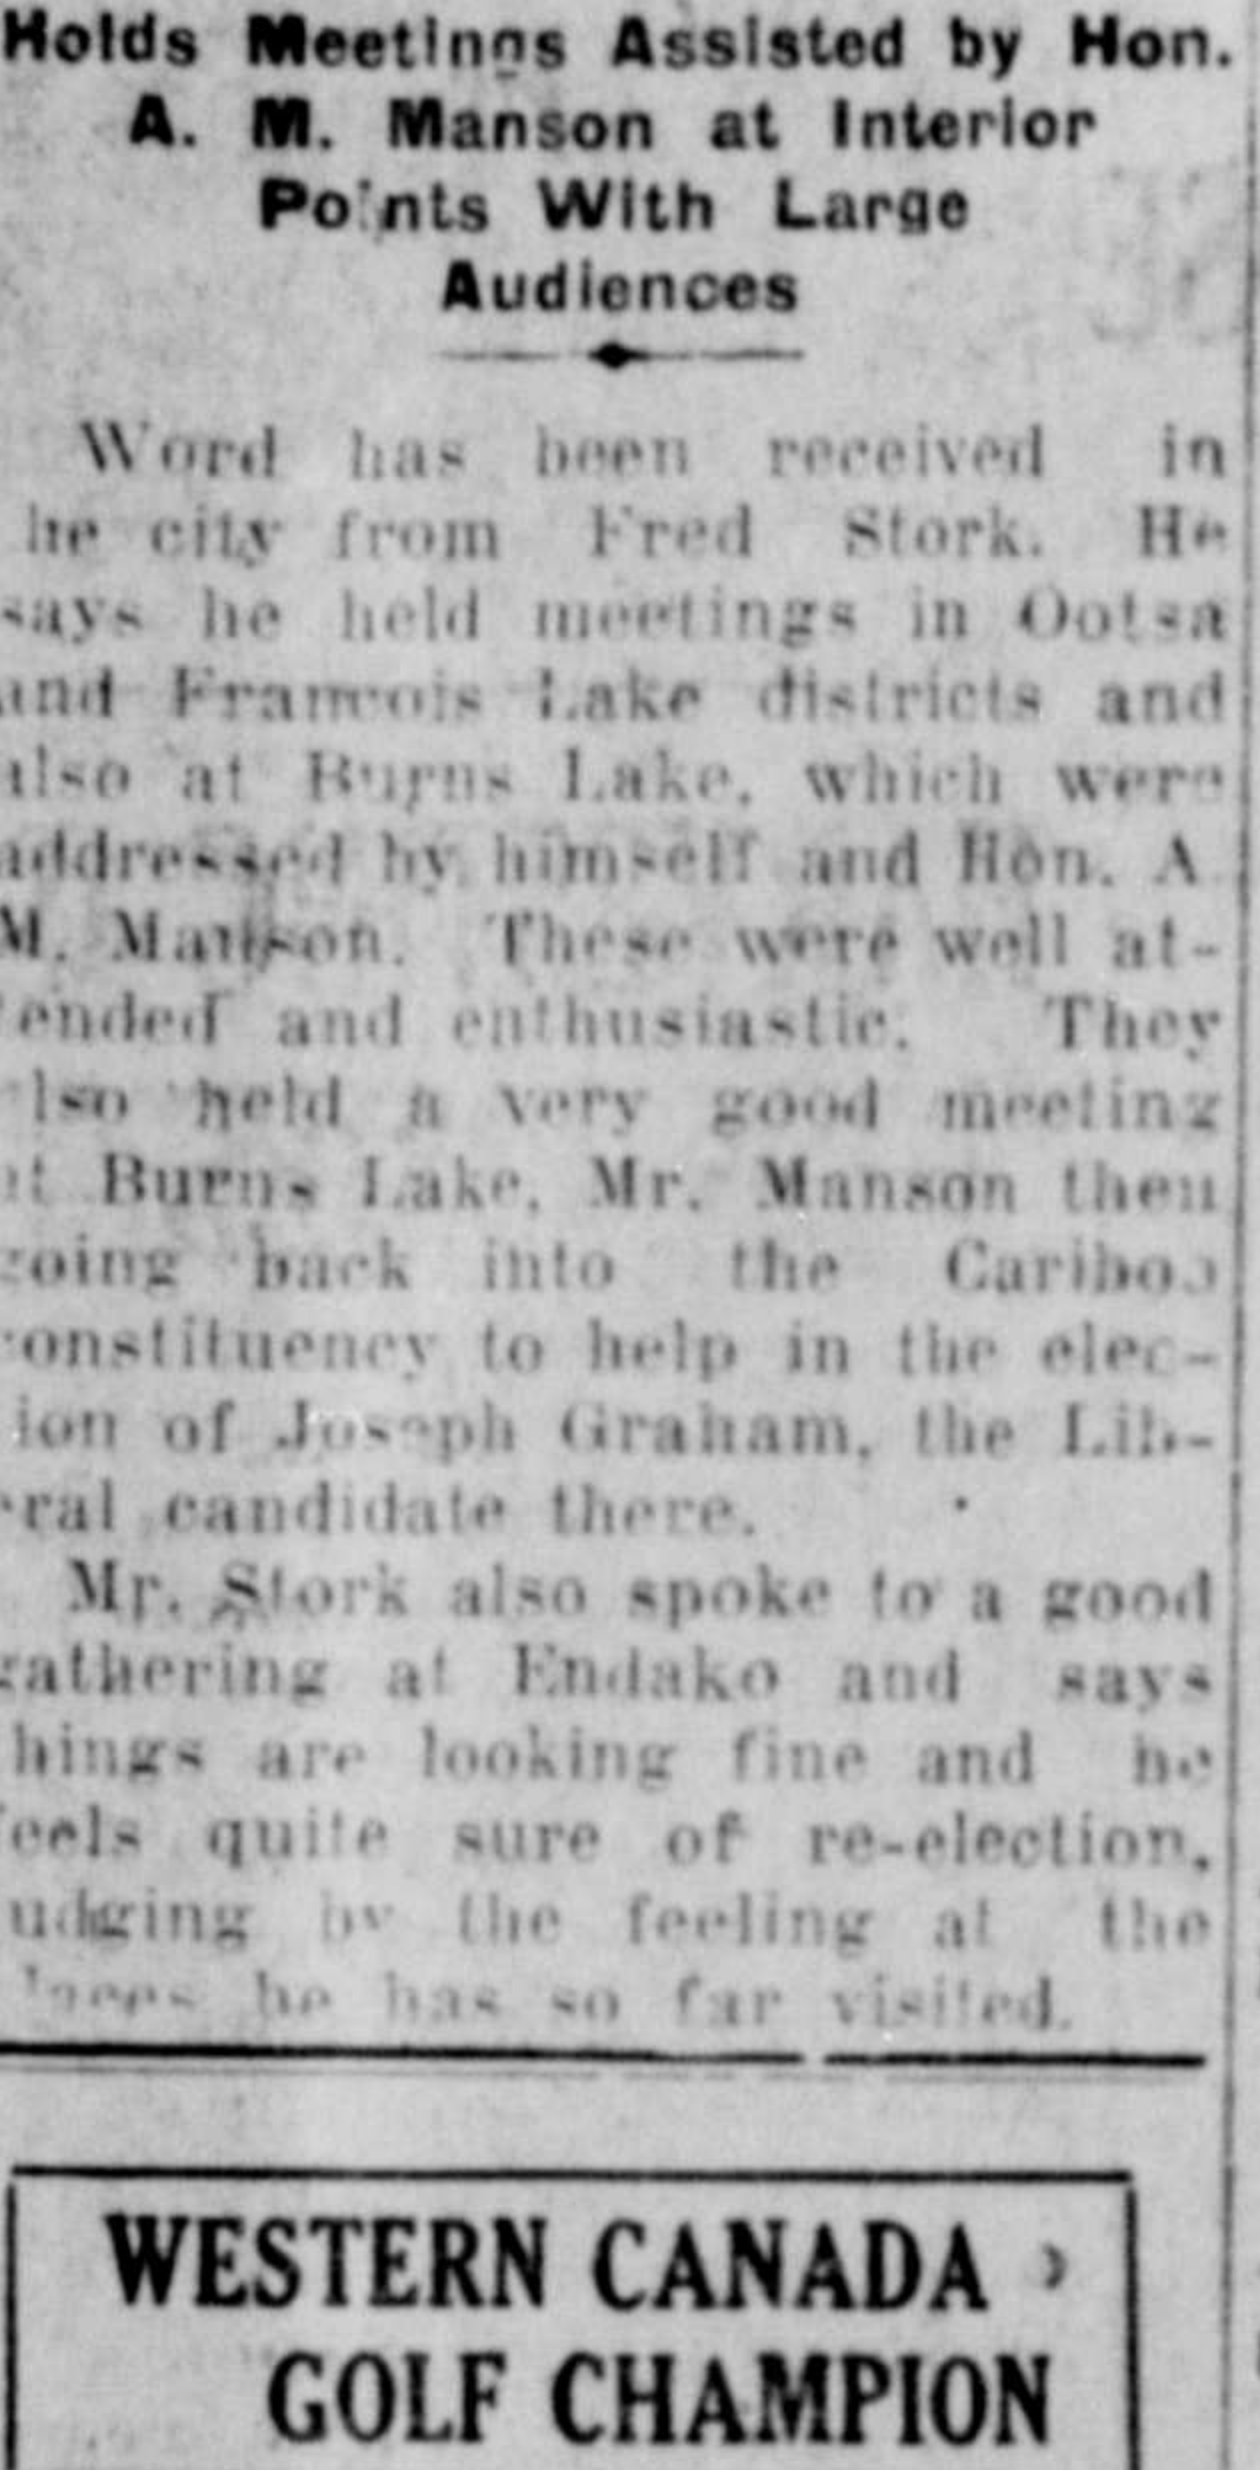 Holds Meetings Assisted by Hon.
A. M. Manson at Interior
Points With Large
Audiences
Word has been received in
he city from Fred Stork. He
says he held meetings in Ootsa
and Francois Lake districts and
also at Burns Lake, which were
addressed by himself and Hon. A
M. Manson. These were well at-
ended and enthusiastic. They
lso held a very good meeting
at Burns Lake, Mr. Manson then
going back into the Cariboo
constituency to help in the elec-
ion of Joseph Graham, the Lib-
eral candidate there.
Mr. Stork also spoke to a good
gathering at Endako and says
hings are looking fine and he
feels quite sure of re-election,
udging by the feeling at the
laces he has so far visited.
WESTERN CANADA
GOLF CHAMPION